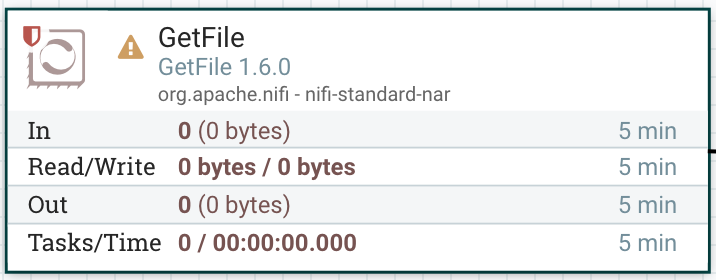 GetFile
GetFile 1.6.0
org.apache.nifi - nifi-standard-nar
In 0 (0 bytes) 5 min
Read/Write 0 bytes / 0 bytes 5 min
Out 0 (0 bytes) 5 min
Tasks/Time 0 / 00:00:00.000 5 min